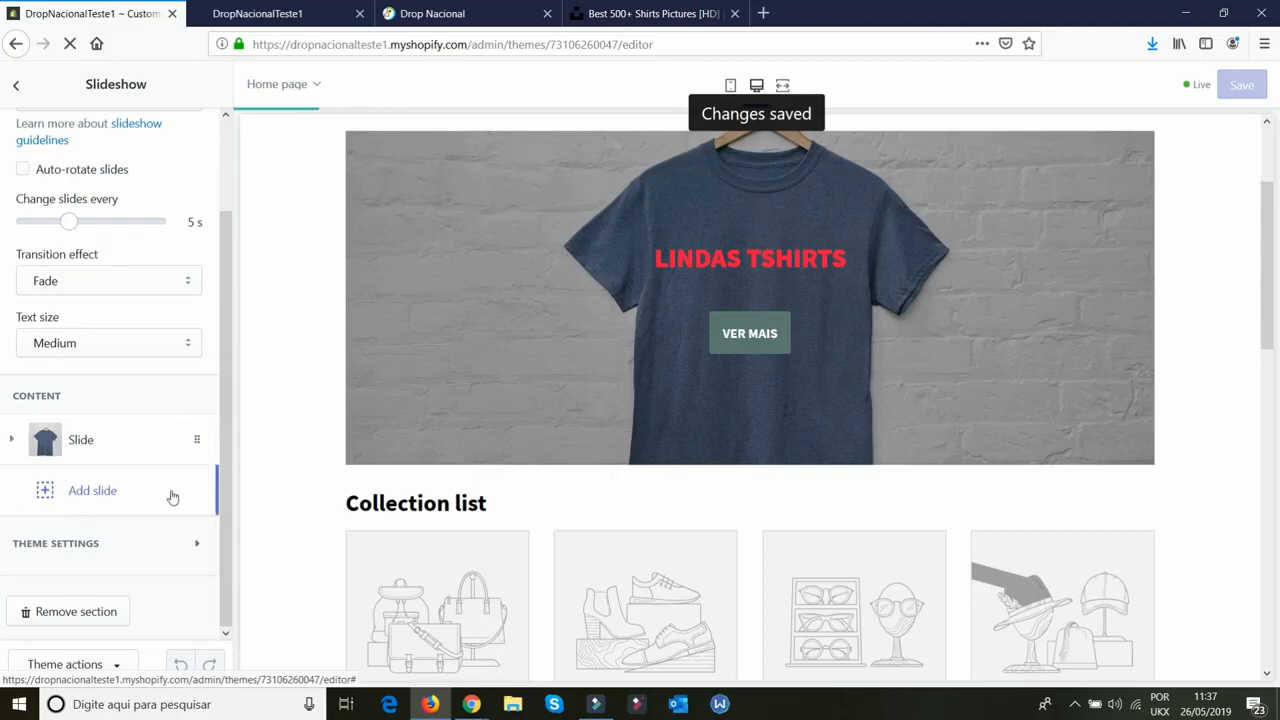 DropNacionalTeste1 ~ Custom
DropNacionalTeste1
Drop Nacional
Best 500+ Shirts Pictures [HD]
https://dropnacionalteste1.myshopify.com/admin/themes/73106260047/editor
Slideshow
Home page
Live
Save
Changes saved
Learn more about slideshow
guidelines
Auto-rotate slides
Change slides every
5 s
Transition effect
Fade
Text size
Medium
CONTENT
Slide
Add slide
THEME SETTINGS
Remove section
Theme actions
https://dropnacionalteste1.myshopify.com/admin/themes/73106260047/editor#
LINDAS TSHIRTS
VER MAIS
Collection list
Digite aqui para pesquisar
POR
UKX
11:37
26/05/2019
23